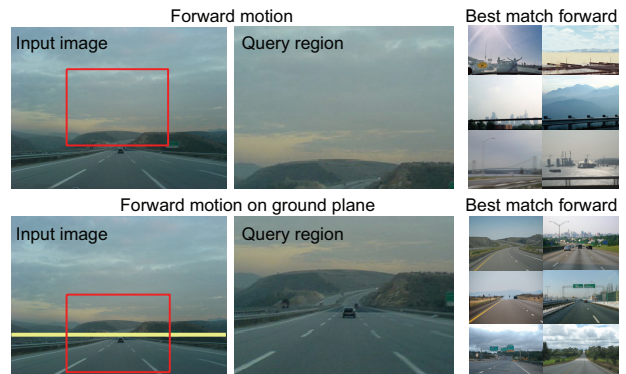 Forward motion
Best match forward
Input image
Query region
Forward motion on ground plane
Best match forward
Input image
Query region